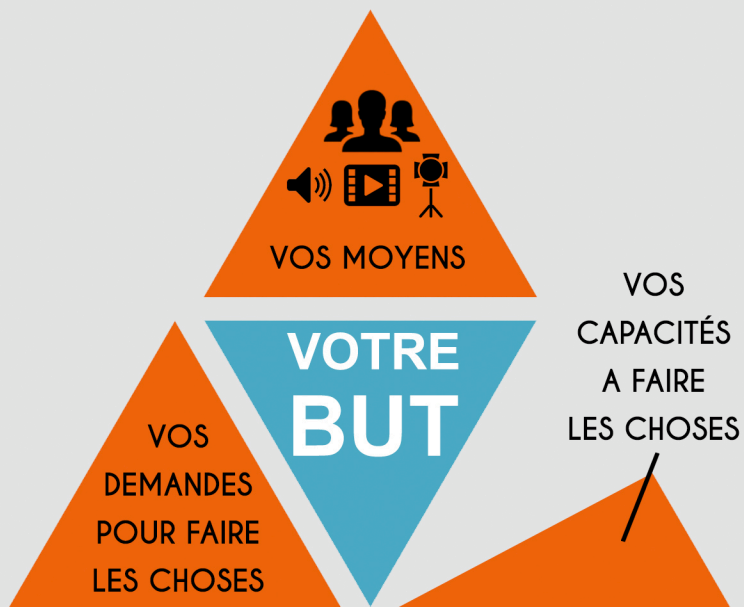 VOS MOYENS
VOTRE
BUT
VOS
DEMANDES
POUR FAIRE
LES CHOSES
VOS
CAPACITÉS
A FAIRE
LES CHOSES